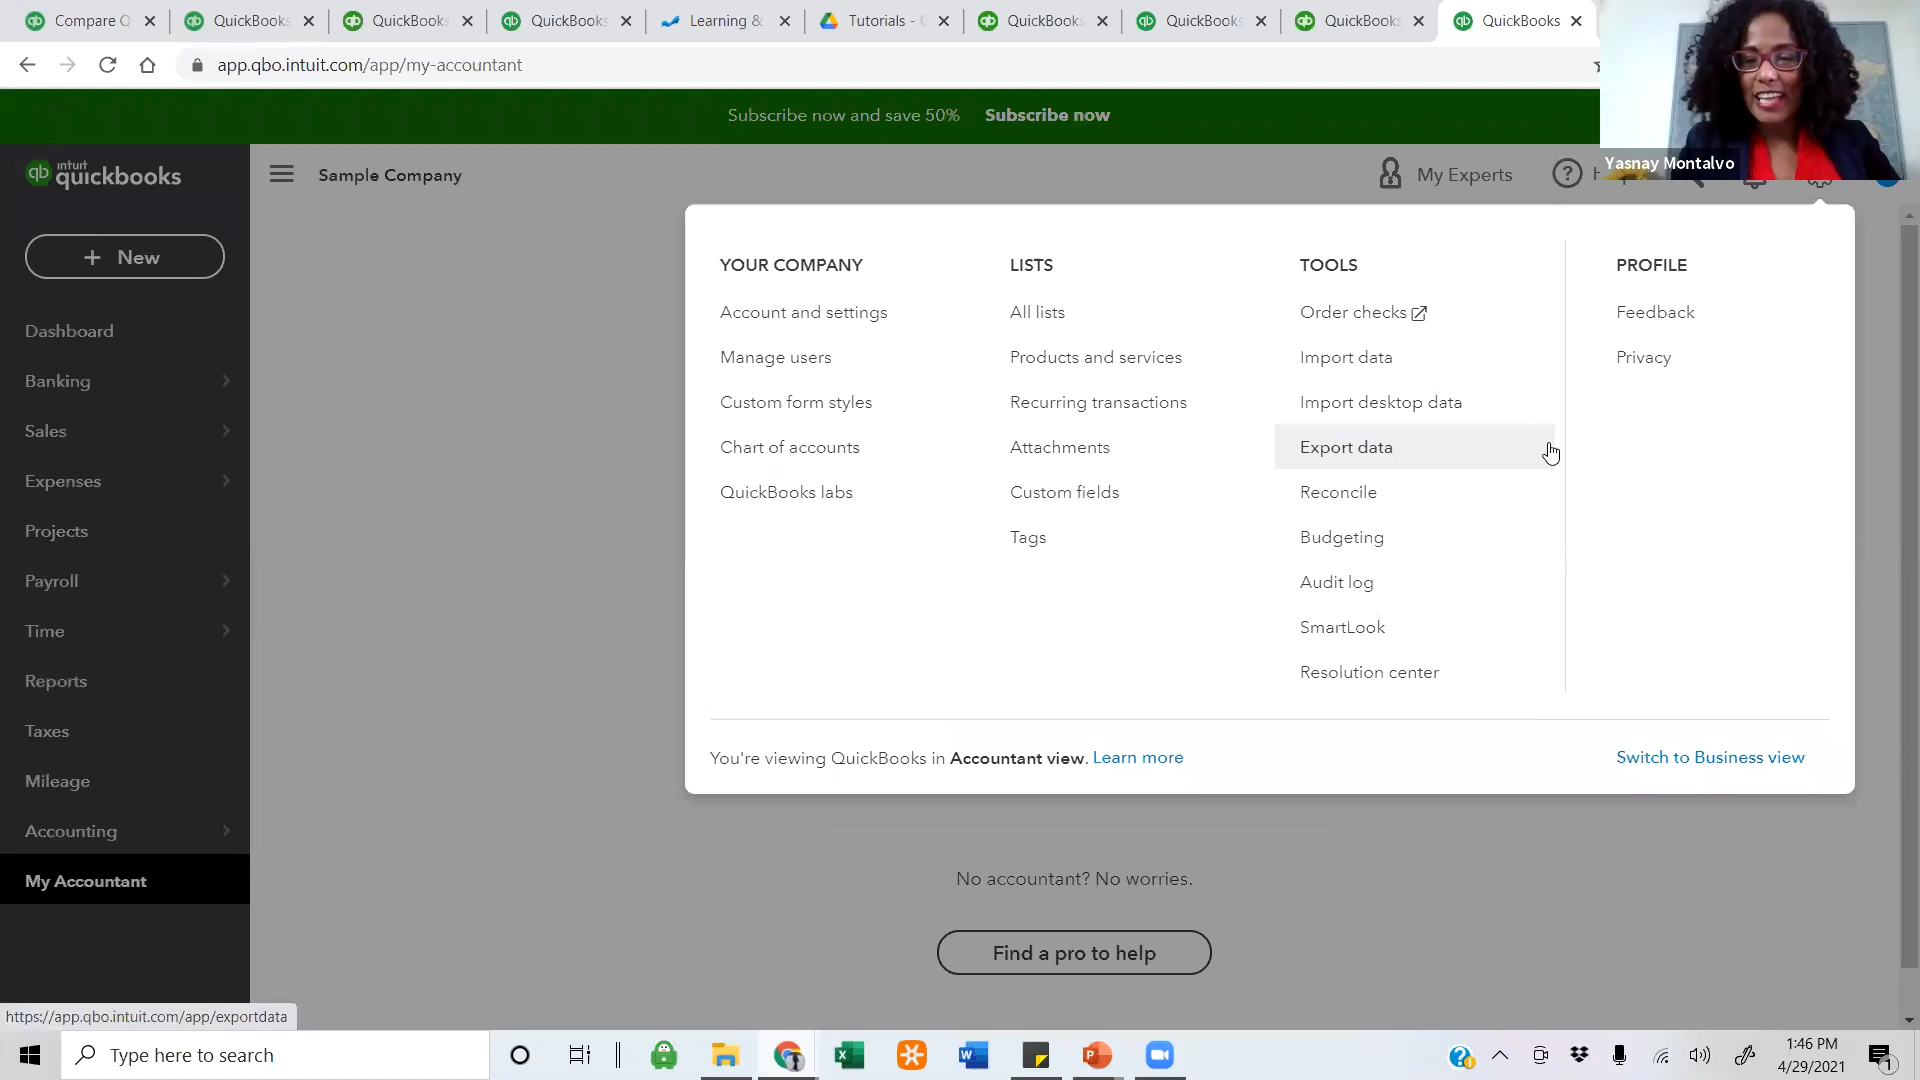 Compare Q
QuickBooks
QuickBooks
QuickBooks
Learning &
Tutorials -
QuickBooks
QuickBooks
QuickBooks
QuickBooks
app.qbo.intuit.com/app/my-accountant
Subscribe now and save 50% Subscribe now
Yasnay Montalvo
intuit
quickbooks
Sample Company
My Experts
+ New
Dashboard
Banking
Sales
Expenses
Projects
Payroll
Time
Reports
Taxes
Mileage
Accounting
My Accountant
YOUR COMPANY
Account and settings
Manage users
Custom form styles
Chart of accounts
QuickBooks labs
LISTS
All lists
Products and services
Recurring transactions
Attachments
Custom fields
Tags
TOOLS
Order checks
Import data
Import desktop data
Export data
Reconcile
Budgeting
Audit log
SmartLook
Resolution center
PROFILE
Feedback
Privacy
You're viewing QuickBooks in Accountant view. Learn more
Switch to Business view
No accountant? No worries.
Find a pro to help
https://app.qbo.intuit.com/app/exportdata
Type here to search
1:46 PM
4/29/2021
1